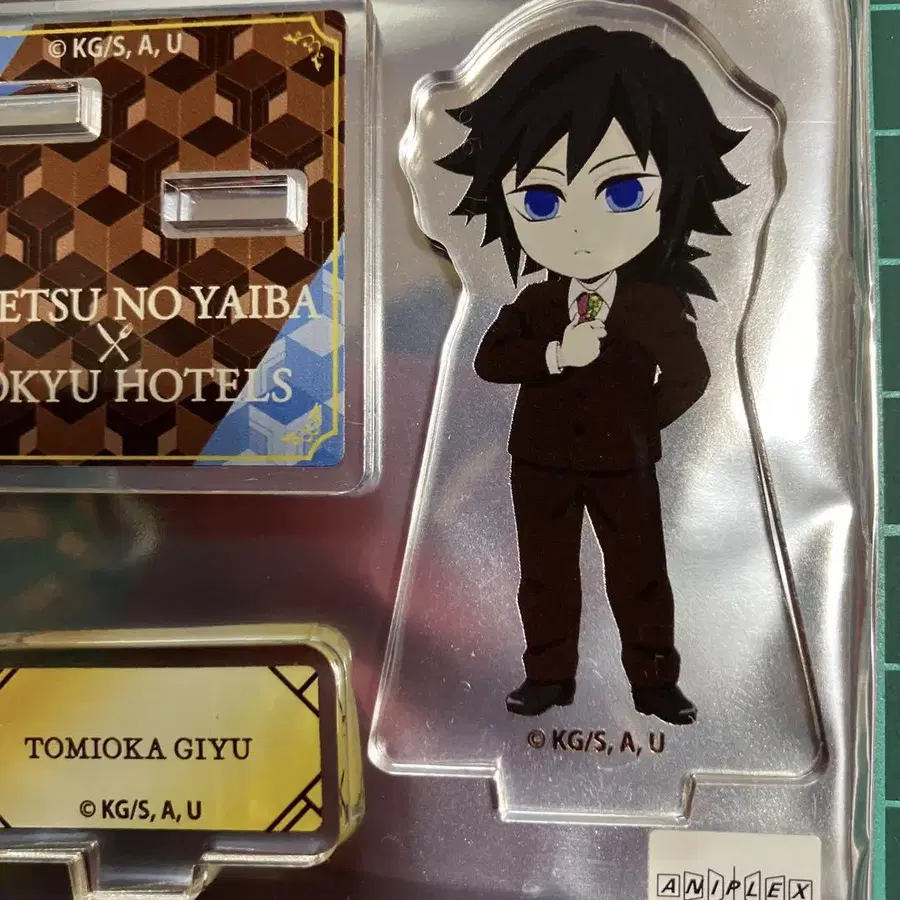 © KG/S, A, U
ETSU NO YAIBA
OKYU HOTELS
TOMIOKA GIYU
© KG/S, A, U
© KG/S, A, U
ANIPLEX